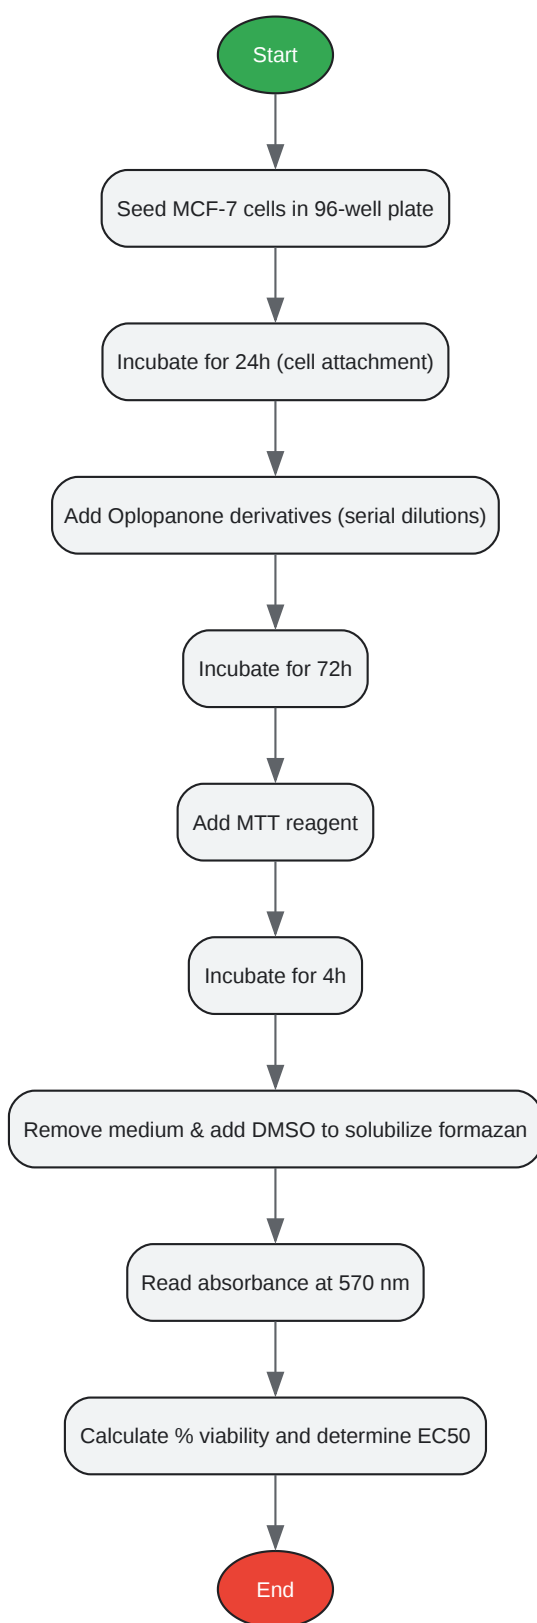 Start
Seed MCF-7 cells in 96-well plate
Incubate for 24h (cell attachment)
Add Oplopanone derivatives (serial dilutions)
Incubate for 72h
Add MTT reagent
Incubate for 4h
Remove medium & add DMSO to solubilize formazan
Read absorbance at 570 nm
Calculate % viability and determine EC50
End